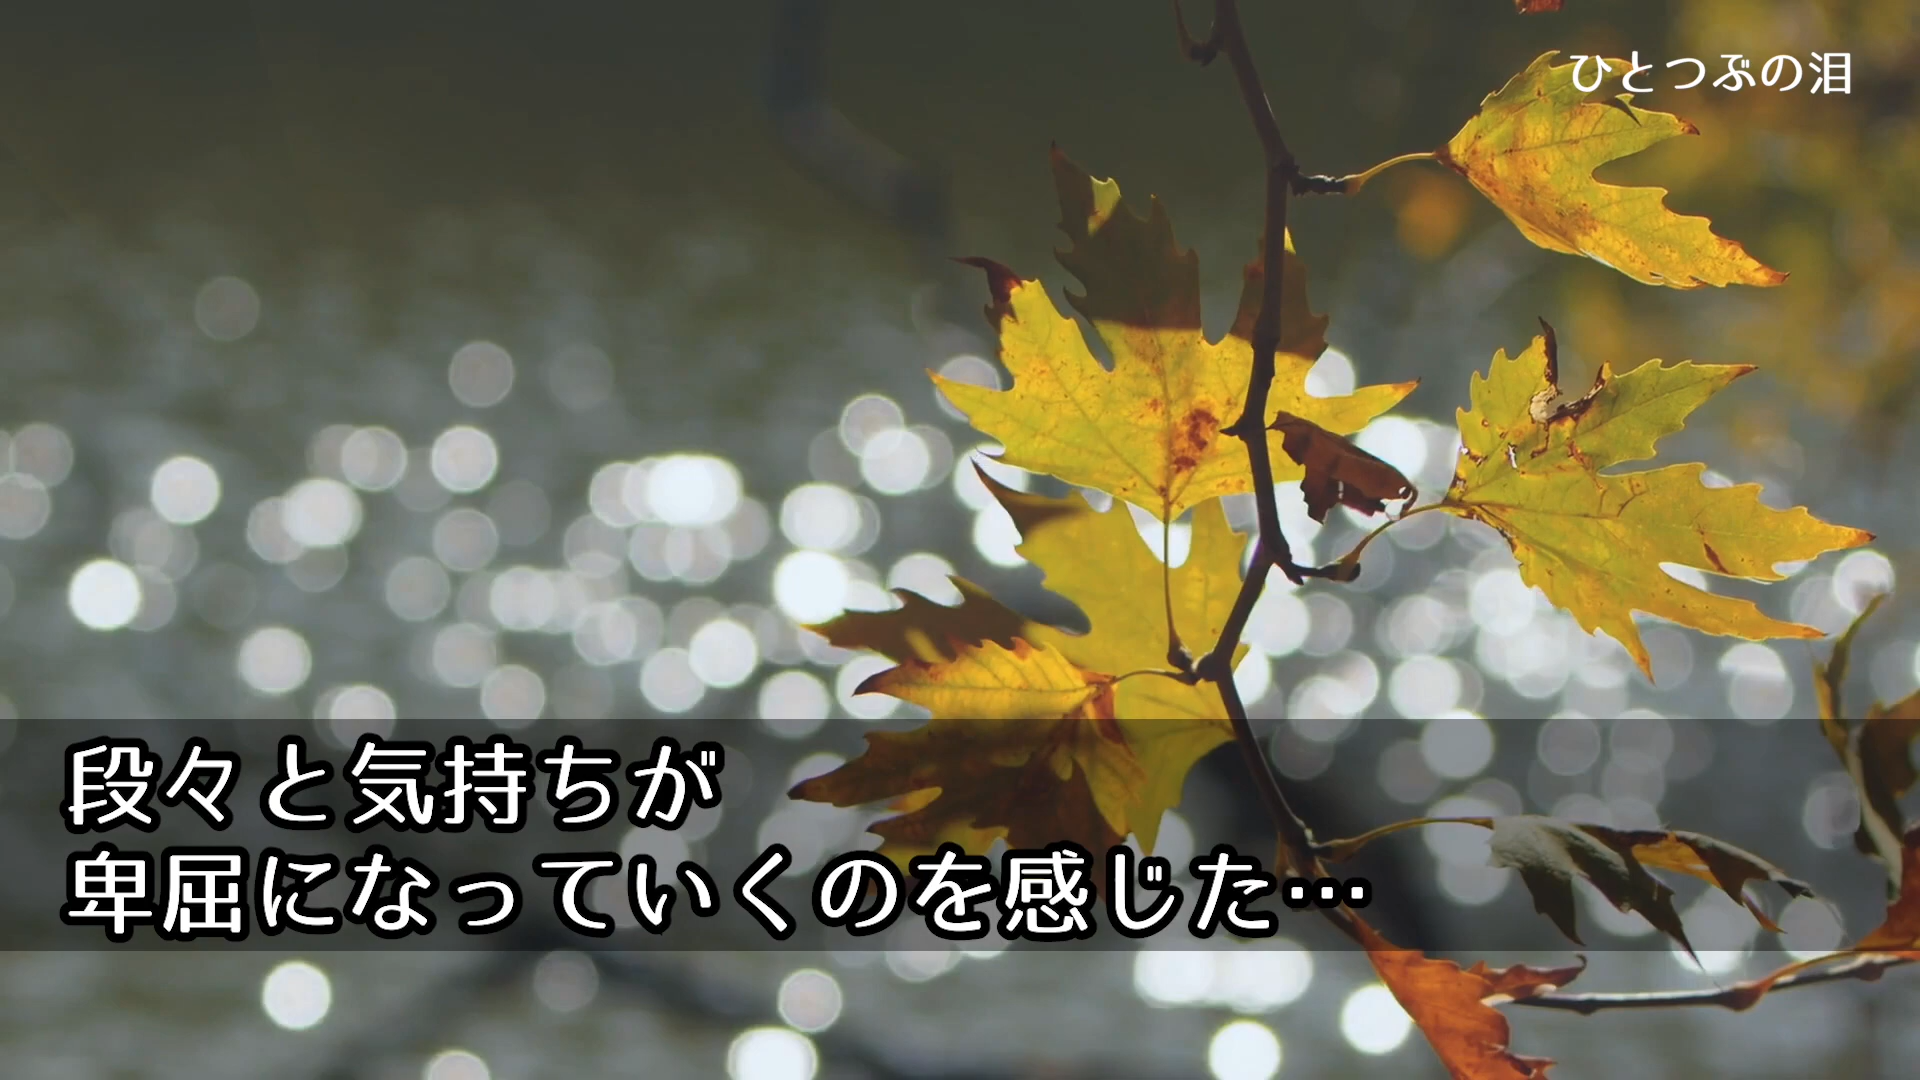 ひとつぶの泪
段々と気持ちが
卑屈になっていくのを感じた…